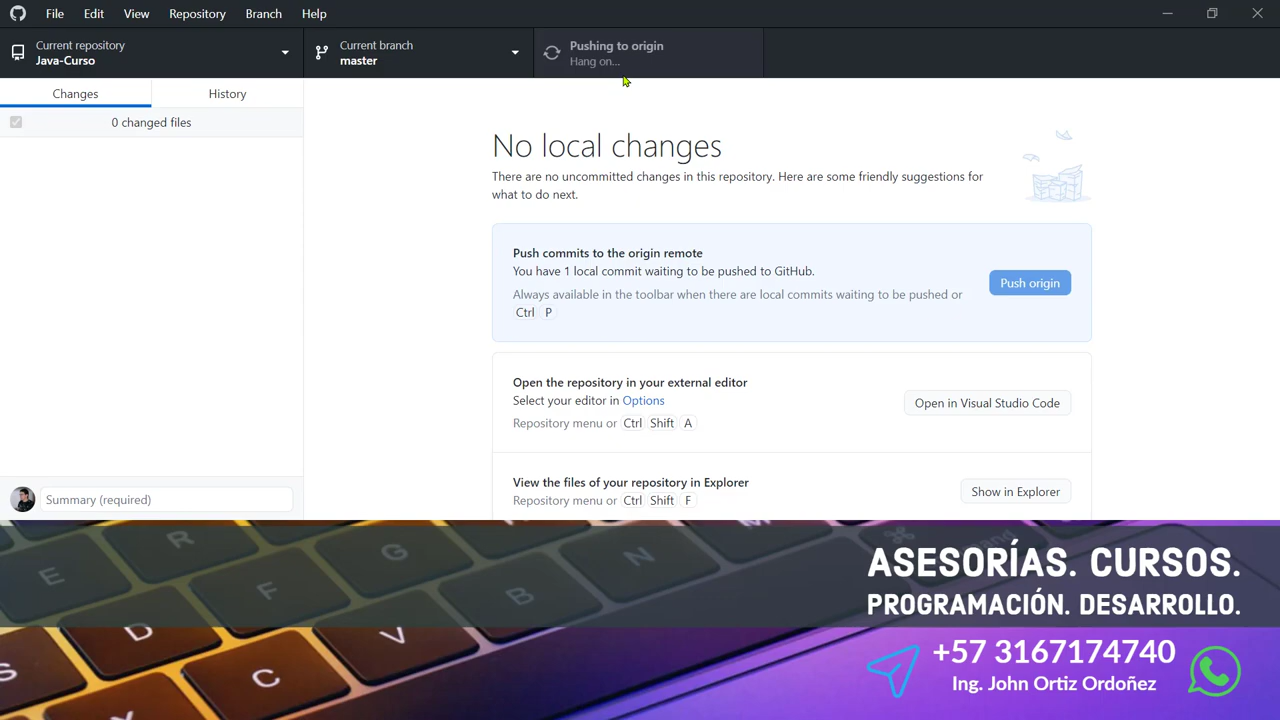 File Edit View Repository Branch Help
Current repository
Java-Curso
Current branch
master
Pushing to origin
Hang on...
Changes
History
0 changed files
No local changes
There are no uncommitted changes in this repository. Here are some friendly suggestions for
what to do next.
Push commits to the origin remote
You have 1 local commit waiting to be pushed to GitHub.
Always available in the toolbar when there are local commits waiting to be pushed or
Ctrl P
Push origin
Open the repository in your external editor
Select your editor in Options
Repository menu or Ctrl Shift A
Open in Visual Studio Code
View the files of your repository in Explorer
Repository menu or Ctrl Shift F
Show in Explorer
Summary (required)
ASESORÍAS. CURSOS.
PROGRAMACIÓN. DESARROLLO.
+57 3167174740
Ing. John Ortiz Ordoñez
E
R
D
F
C
G
V
B
N